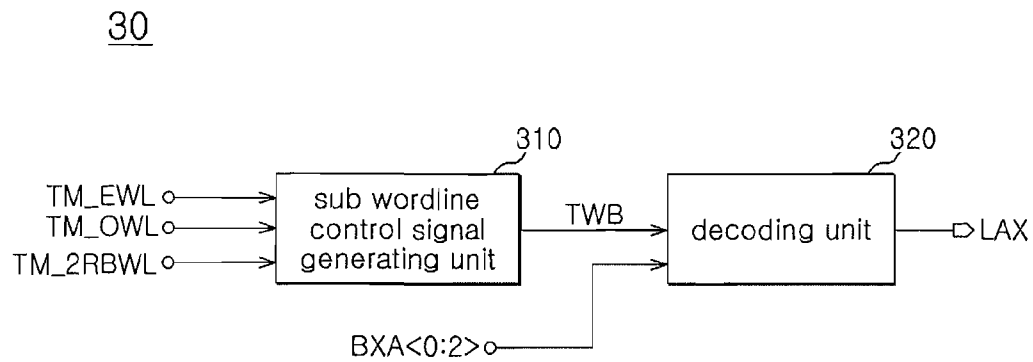 30
310
320
TM_EWL
TM_OWL
TM_2RBWL
sub wordline
control signal
generating unit
TWB
decoding unit
LAX
BXA<0:2>